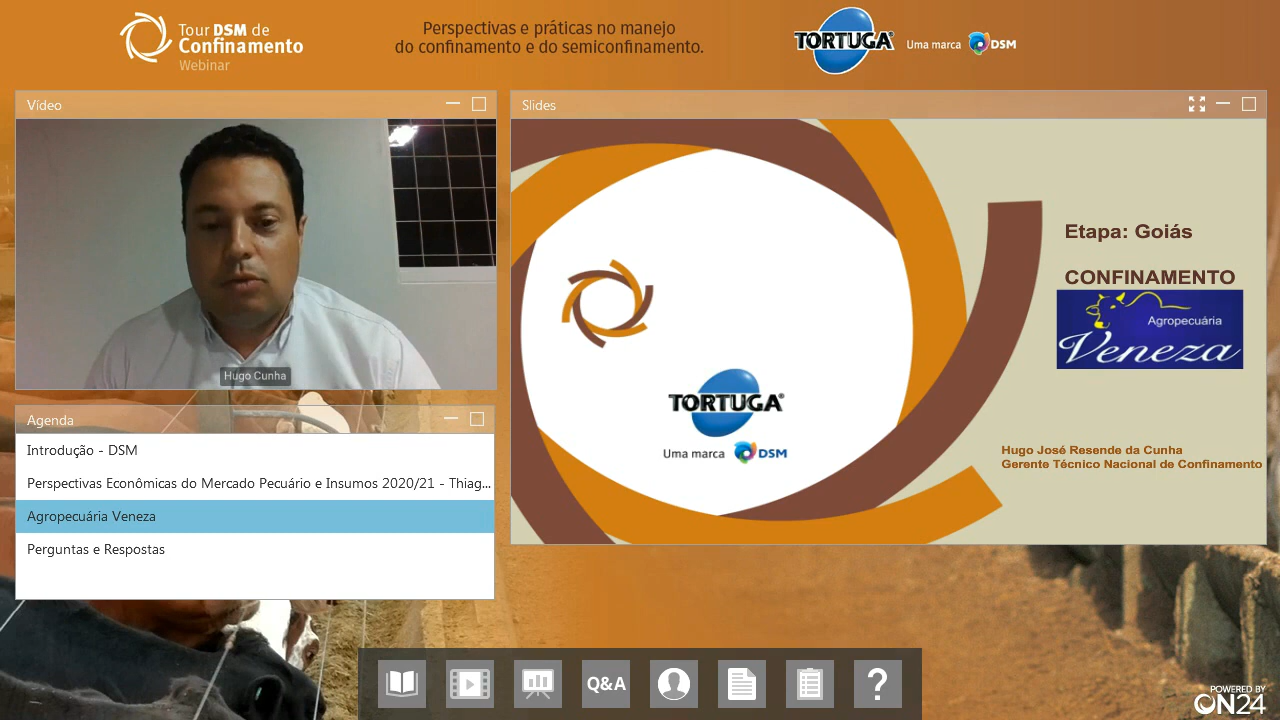 Tour DSM de
Confinamento
Webinar
Perspectivas e práticas no manejo
do confinamento e do semiconfinamento.
TORTUGA®
Uma marca DSM
Vídeo
Slides
Hugo Cunha
Etapa: Goiás
CONFINAMENTO
Agropecuária
Veneza
TORTUGA®
Uma marca DSM
Hugo José Resende da Cunha
Gerente Técnico Nacional de Confinamento
Agenda
Introdução - DSM
Perspectivas Econômicas do Mercado Pecuário e Insumos 2020/21 - Thiag...
Agropecuária Veneza
Perguntas e Respostas
Q&A
?
POWERED BY
ON24